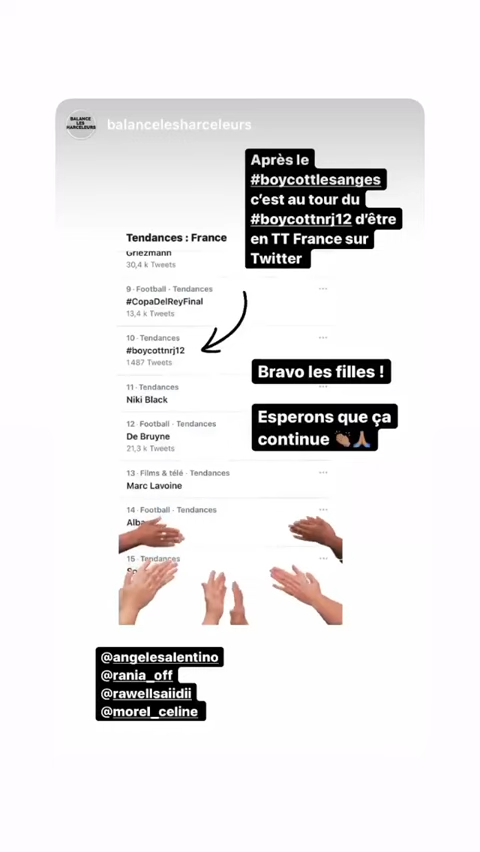 BALANCE
LES
HARCELEURS
balancelesharceleurs
Après le
#boycottlesanges
c’est au tour du
#boycottnrj12 d’être
en TT France sur
Twitter
Tendances : France
Griezmann
30,4 k Tweets
9 · Football · Tendances
#CopaDelReyFinal
13,4 k Tweets
10 · Tendances
#boycottnrj12
1 487 Tweets
11 · Tendances
Niki Black
12 · Football · Tendances
De Bruyne
21,3 k Tweets
13 · Films & télé · Tendances
Marc Lavoine
14 · Football · Tendances
15 · Tendances
Bravo les filles !
Esperons que ça
continue 👏🏽🙏🏽
@angelesalentino
@rania_off
@rawellsaiidii
@morel_celine